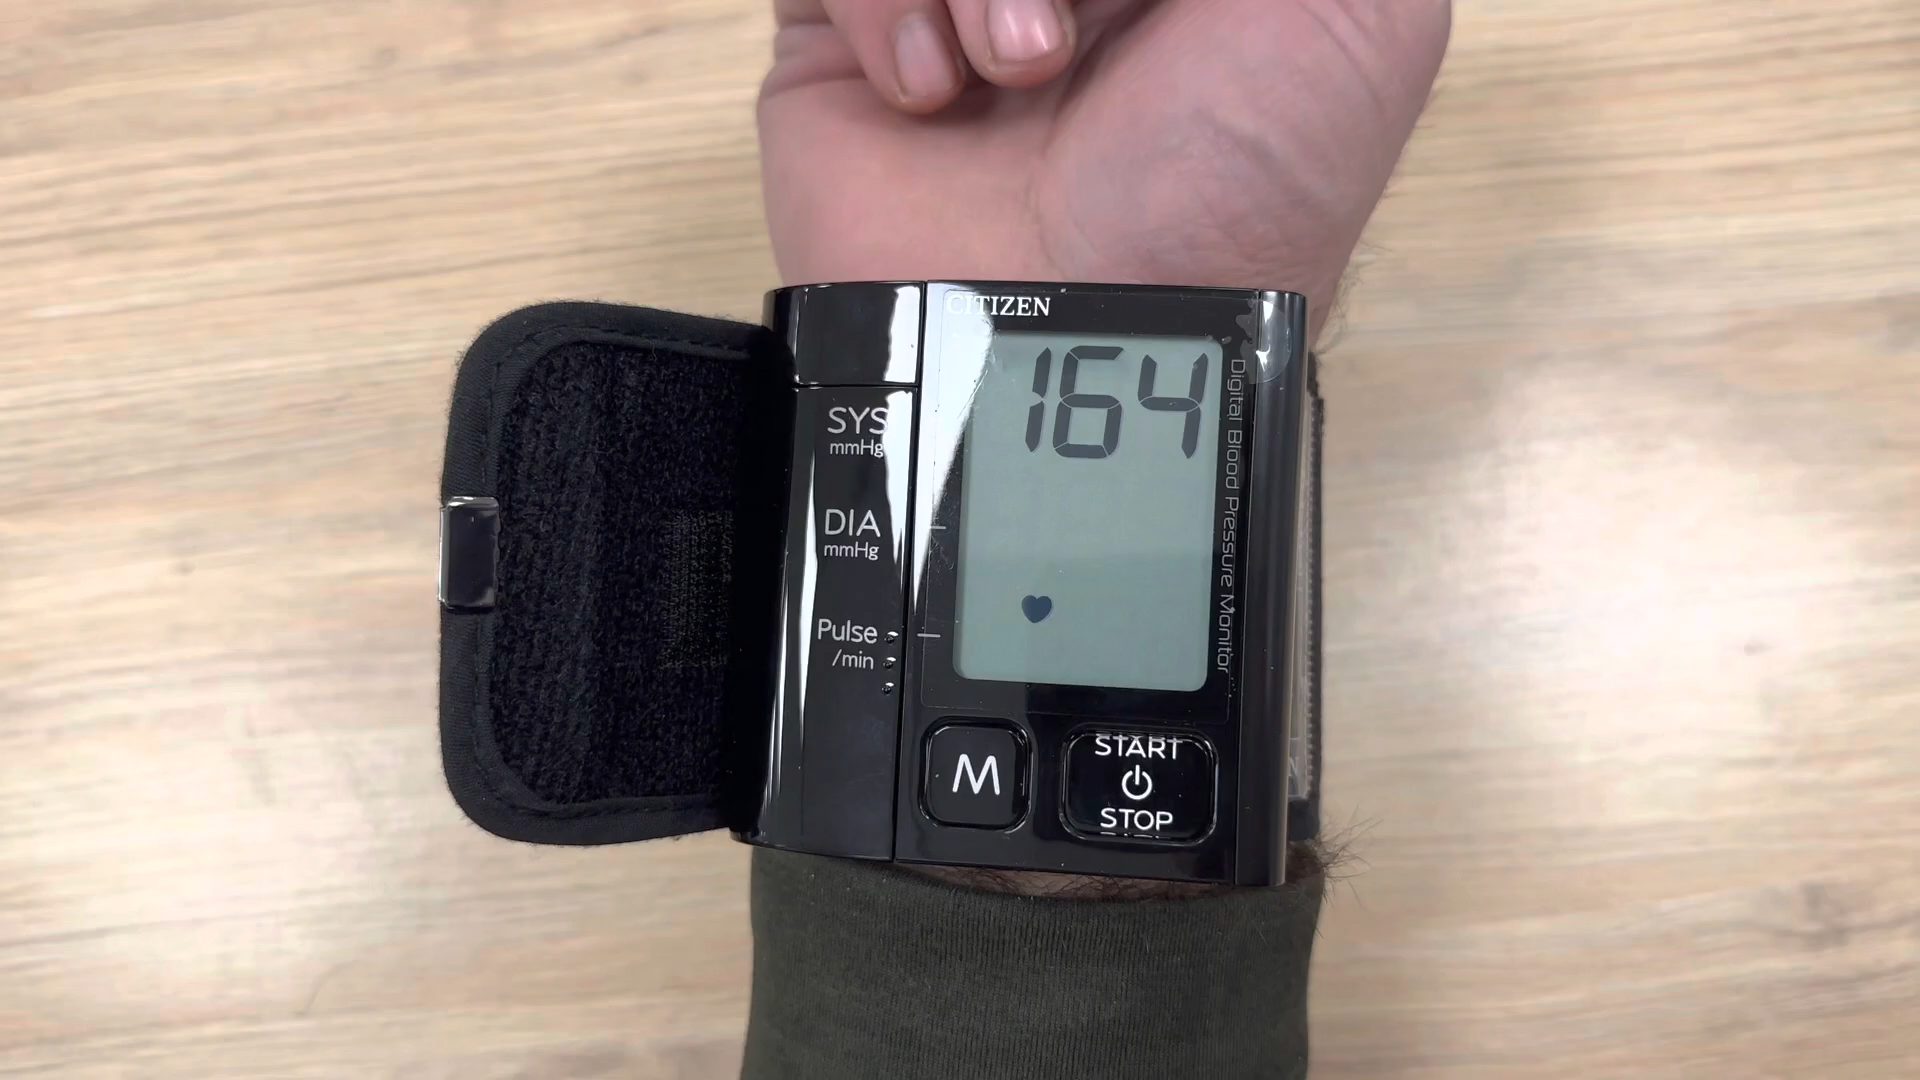 CITIZEN
164
SYS
mmHg
DIA
mmHg
Pulse
/min
Digital Blood Pressure Monitor
M
START
STOP